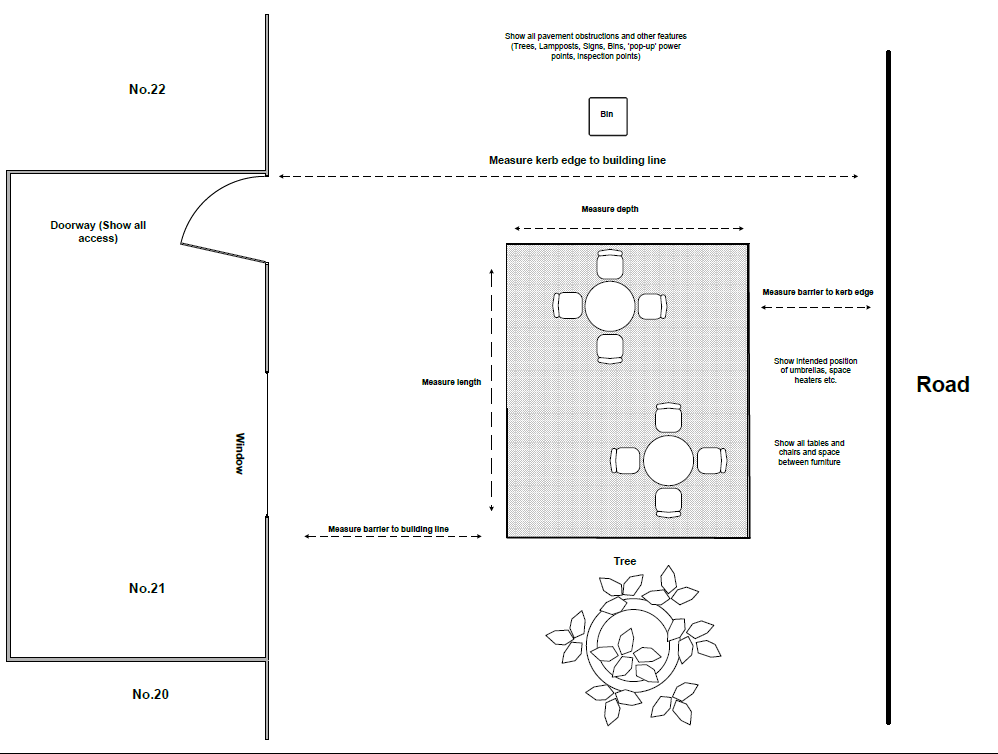 Show all pavement obstructions and other features
(Trees, Lampposts, Signs, Bins, 'pop-up' power
points, inspection points)
No.22
Bin
Measure kerb edge to building line
Measure depth
Doorway (Show all
access)
Measure barrier to kerb edge
Show intended position
of umbrellas, space
heaters etc.
Measure length
Road
Window
Show all tables and
chairs and space
between furniture
Measure barrier to building line
Tree
No.21
No.20